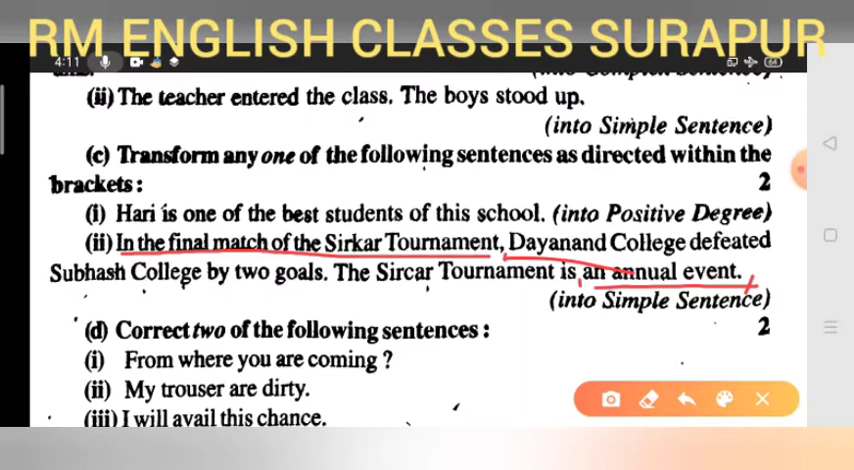 RM ENGLISH CLASSES SURAPUR
4:11
64
(into Complex Sentence)
(ii) The teacher entered the class. The boys stood up.
(into Simple Sentence)
(c) Transform any one of the following sentences as directed within the
brackets : 2
(i) Hari is one of the best students of this school. (into Positive Degree)
(ii) In the final match of the Sirkar Tournament, Dayanand College defeated
Subhash College by two goals. The Sircar Tournament is an annual event.
(into Simple Sentence)
(d) Correct two of the following sentences : 2
(i) From where you are coming ?
(ii) My trouser are dirty.
(iii) I will avail this chance.